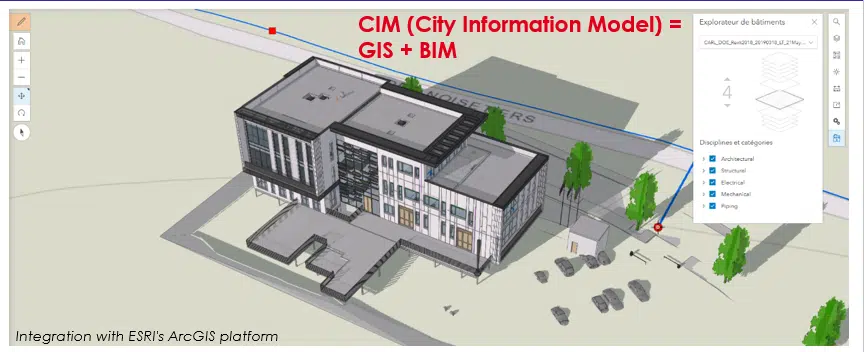 CIM (City Information Model) =
GIS + BIM
Explorateur de bâtiments
4
Disciplines et catégories
Architectural
Structural
Electrical
Mechanical
Piping
Integration with ESRI's ArcGIS platform